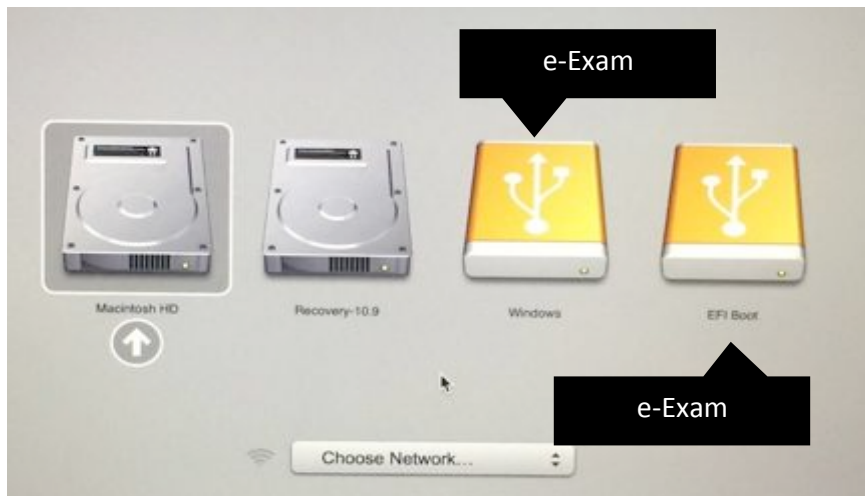 e-Exam
Macintosh HD
Recovery-10.9
Windows
EFI Boot
e-Exam
Choose Network...